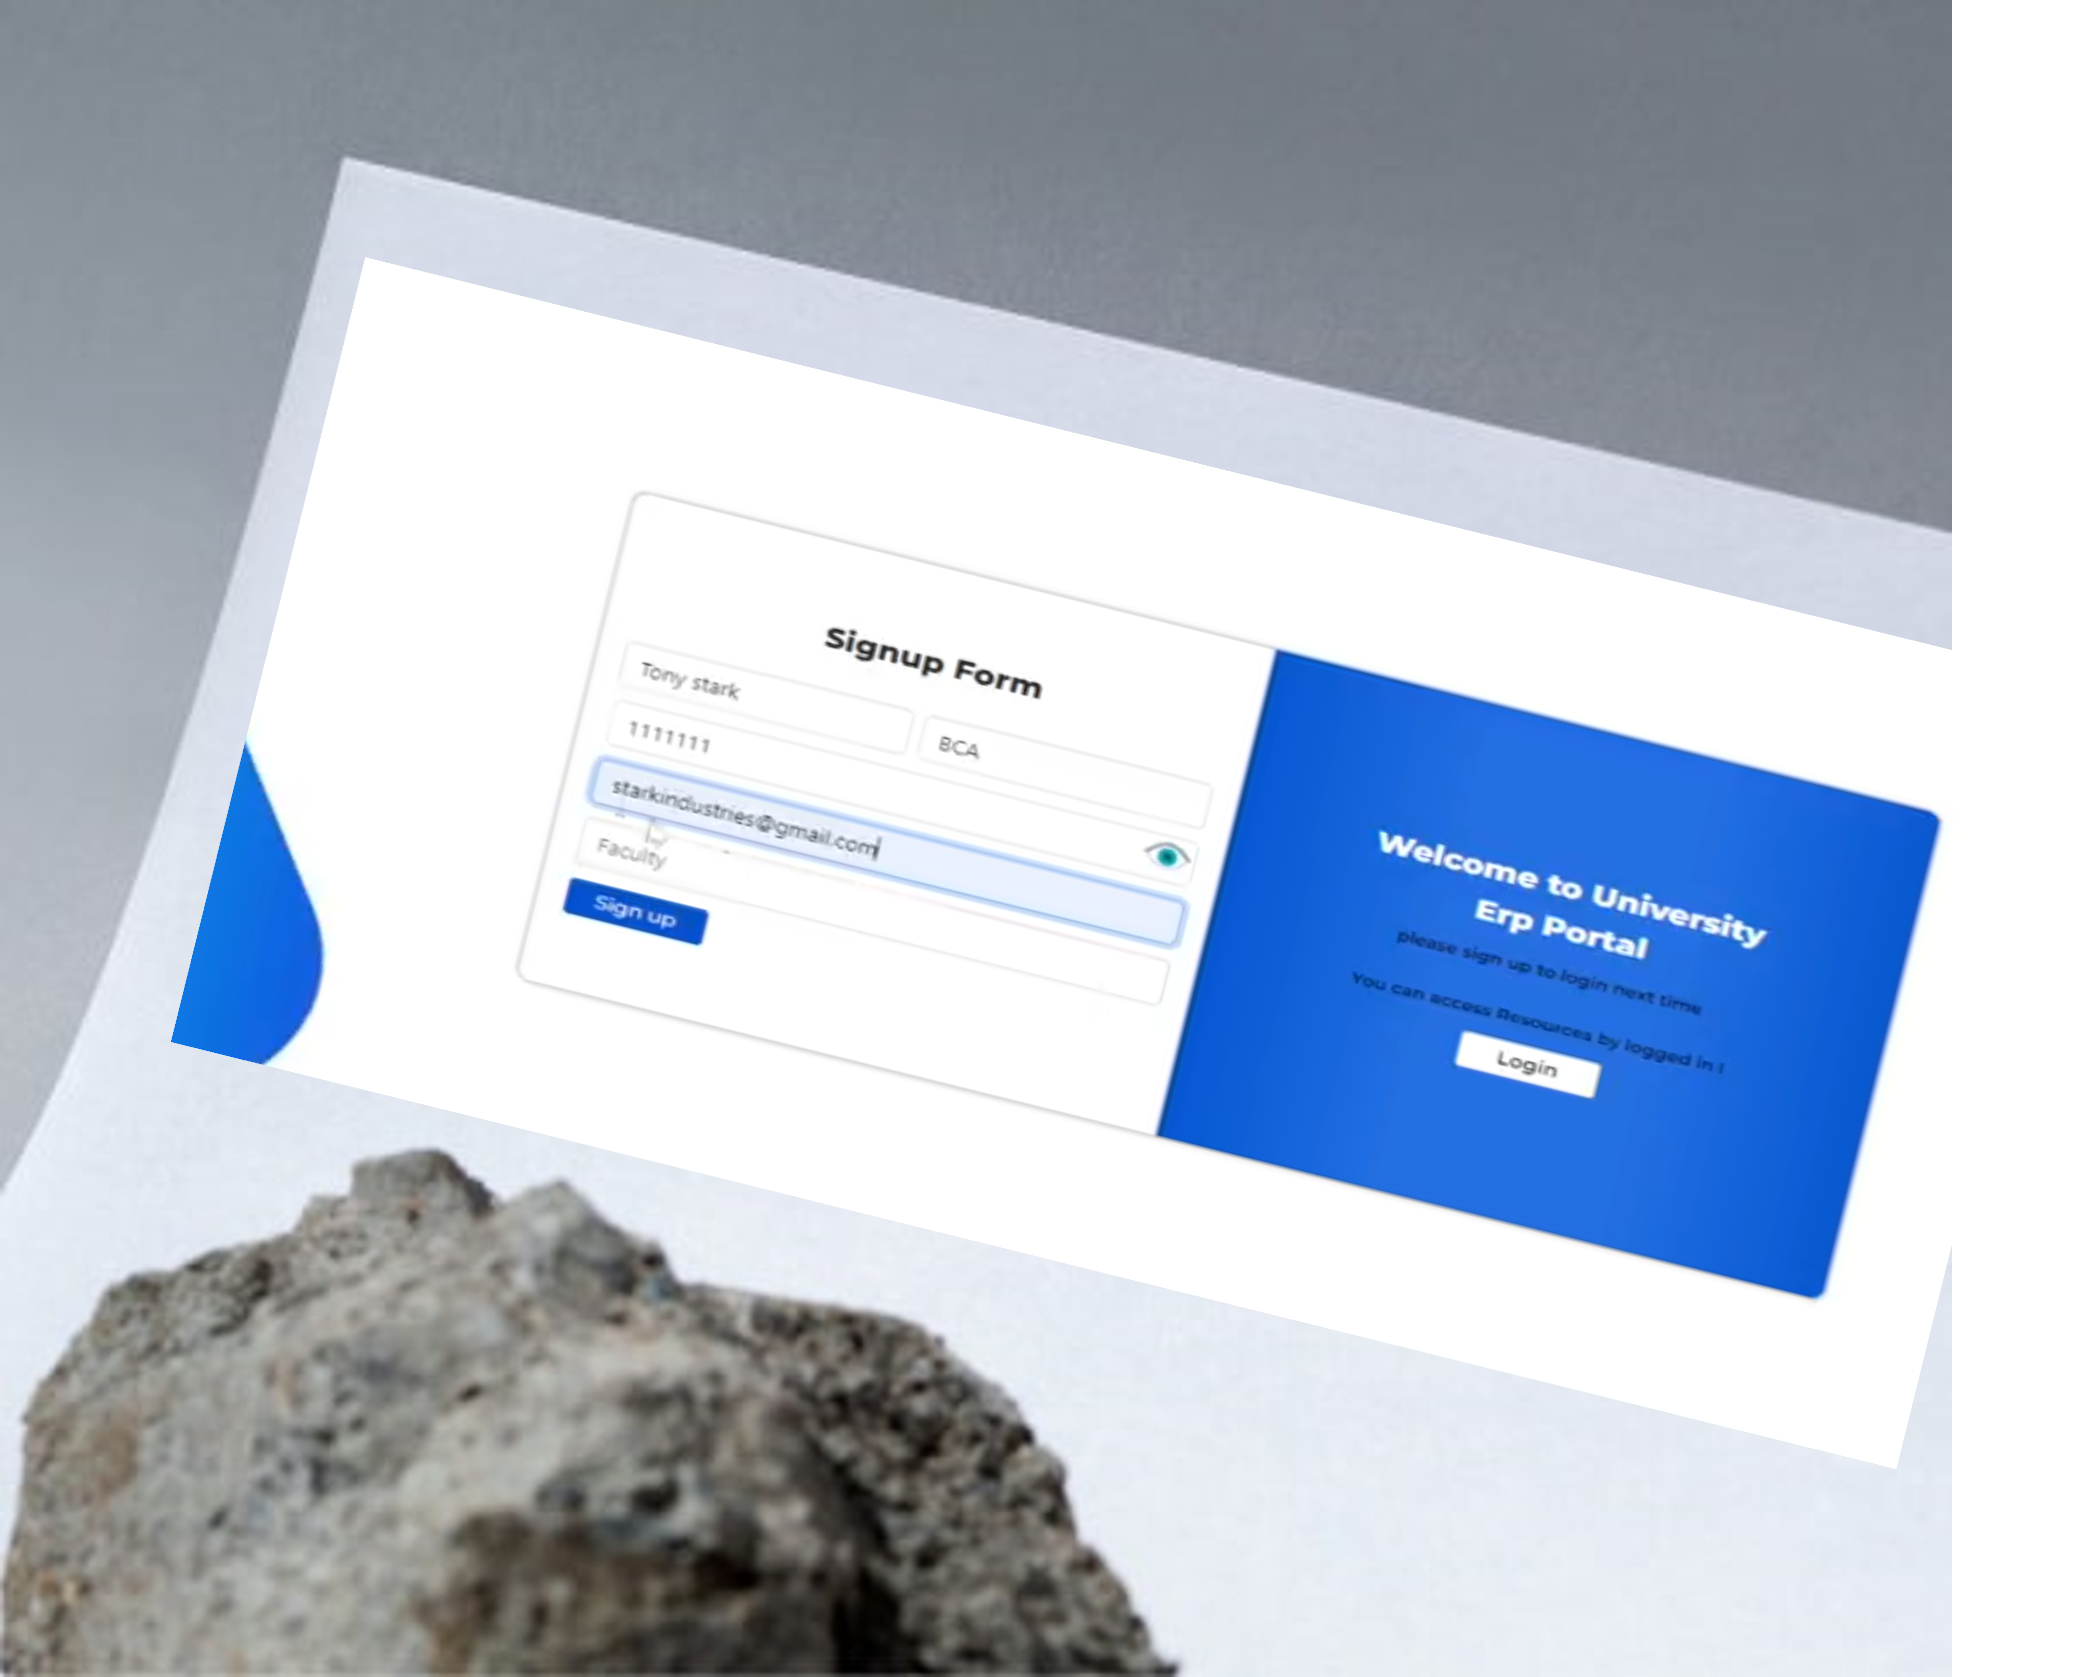 Signup Form
Tony stark
BCA
1111111
starkindustries@gmail.com
Faculty
Sign up
Welcome to University
Erp Portal
please sign up to login next time
You can access Resources by logged in !
Login